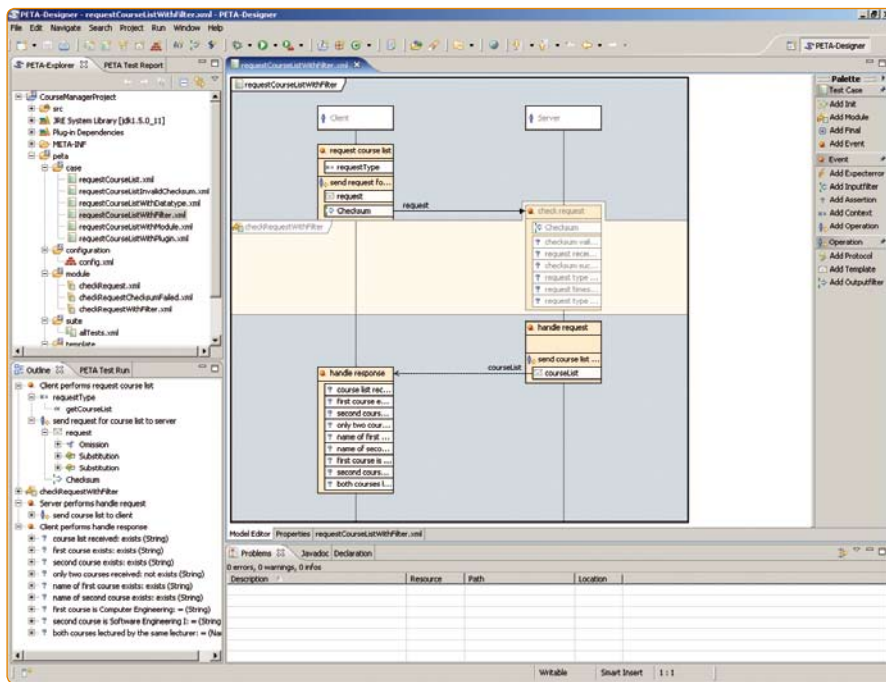 PETA-Designer - requestCourseListWithFilter.xml - PETA-Designer
File Edit Navigate Search Project Run Window Help
PETA-Designer
PETA-Explorer
PETA Test Report
CourseManagerProject
src
JRE System Library [jdk1.5.0_11]
Plug-in Dependencies
META-INF
peta
case
requestCourseList.xml
requestCourseListInvalidChecksum.xml
requestCourseListWithDatatype.xml
requestCourseListWithFilter.xml
requestCourseListWithModule.xml
requestCourseListWithPlugin.xml
configuration
config.xml
module
checkRequest.xml
checkRequestChecksumFailed.xml
checkRequestWithFilter.xml
suite
allTests.xml
template
Outline
PETA Test Run
Client performs request course list
requestType
getCourseList
send request for course list to server
request
Omission
Substitution
Substitution
Checksum
checkRequestWithFilter
Server performs handle request
send course list to client
Client performs handle response
? course list received: exists (String)
? first course exists: exists (String)
? second course exists: exists (String)
? only two courses received: not exists (String)
? name of first course exists: exists (String)
? name of second course exists: exists (String)
? first course is Computer Engineering: = (String)
? second course is Software Engineering I: = (String
? both courses lectured by the same lecturer: = (Na
requestCourseListWithFilter.xml
requestCourseListWithFilter
Client
Server
request course list
requestType
send request fo...
request
Checksum
request
checkRequestWithFilter
check request
Checksum
? checksum vali...
? request recei...
? checksum suc...
? request type ...
? request times...
? request type ...
handle request
send course list ...
courseList
courseList
handle response
? course list rec...
? first course e...
? second cours...
? only two cour...
? name of first ...
? name of seco...
? first course is ...
? second cours...
? both courses l...
Model Editor Properties requestCourseListWithFilter.xml
Palette
Test Case
Add Init
Add Module
Add Final
Add Event
Event
Add Expecterror
Add Inputfilter
? Add Assertion
Add Context
Add Operation
Operation
Add Protocol
Add Template
Add Outputfilter
Problems
Javadoc
Declaration
0 errors, 0 warnings, 0 infos
Description Resource Path Location
Writable Smart Insert 1 : 1